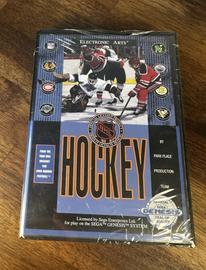 ELECTRONIC ARTS®
NHL
HOCKEY
BY
PARK PLACE
PRODUCTION
TEAM
Licensed by Sega Enterprises Ltd.
for play on the SEGA™ GENESIS™ SYSTEM
GENESIS